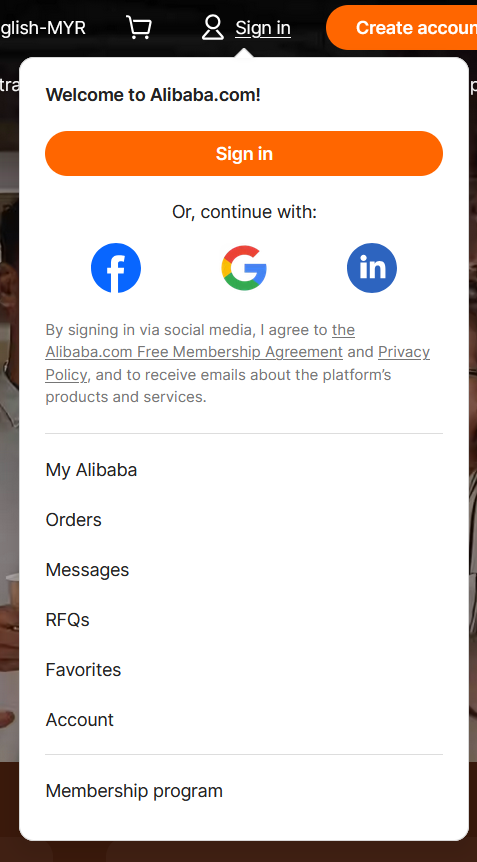 glish-MYR
Sign in
Create accoun
tra
Welcome to Alibaba.com!
Sign in
Or, continue with:
f
G
in
By signing in via social media, I agree to the
Alibaba.com Free Membership Agreement and Privacy
Policy, and to receive emails about the platform’s
products and services.
My Alibaba
Orders
Messages
RFQs
Favorites
Account
Membership program